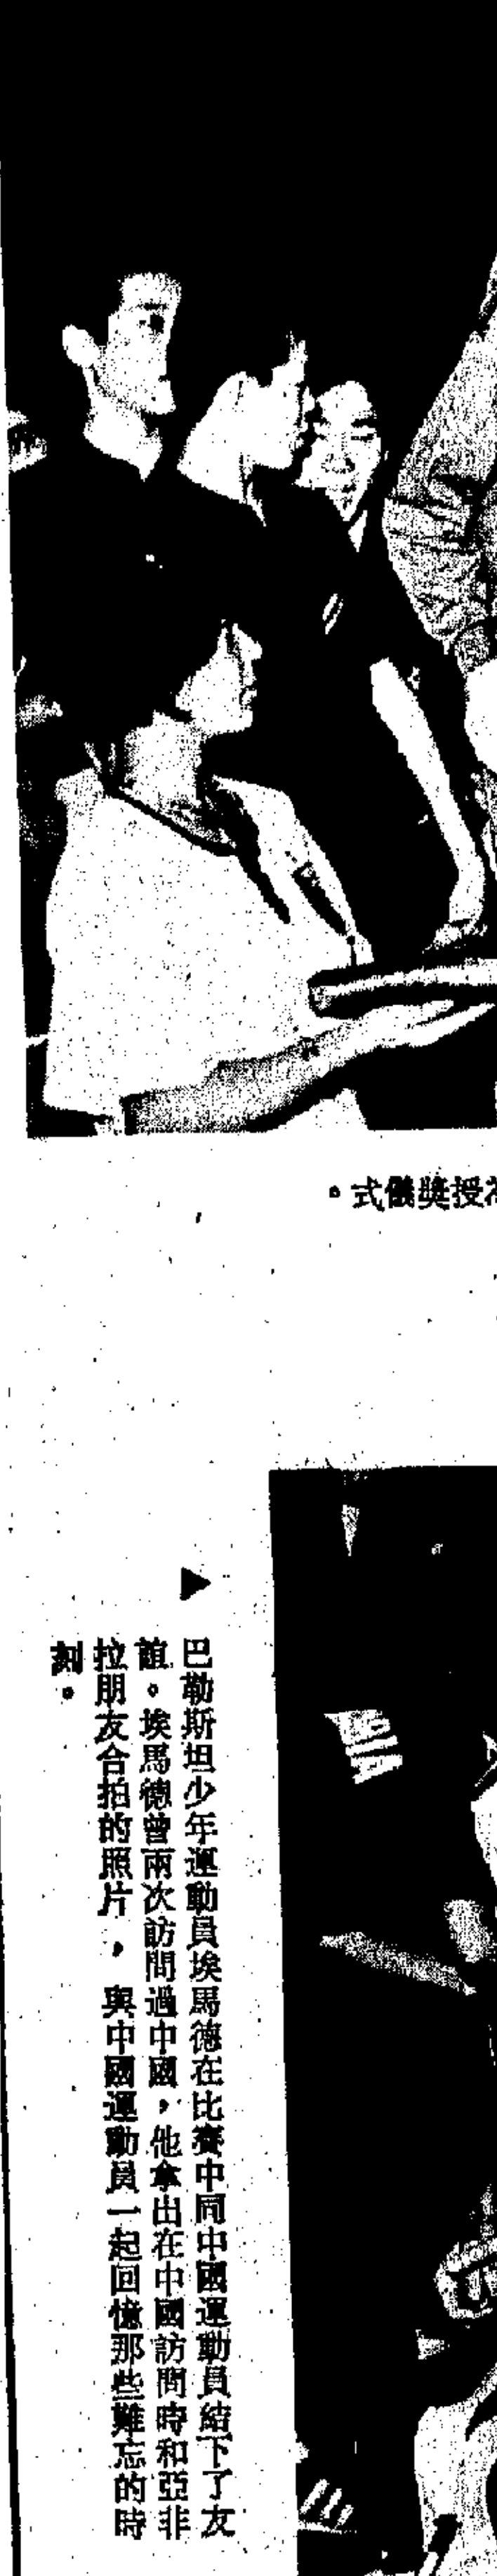 。式儀獎授
巴勒斯坦少年運動員埃馬德在比賽中同中國運動員結下了友
誼。埃馬德曾兩次訪問過中國，他拿出在中國訪問時和亞非
拉朋友合拍的照片，與中國運動員一起回憶那些難忘的時
刻。